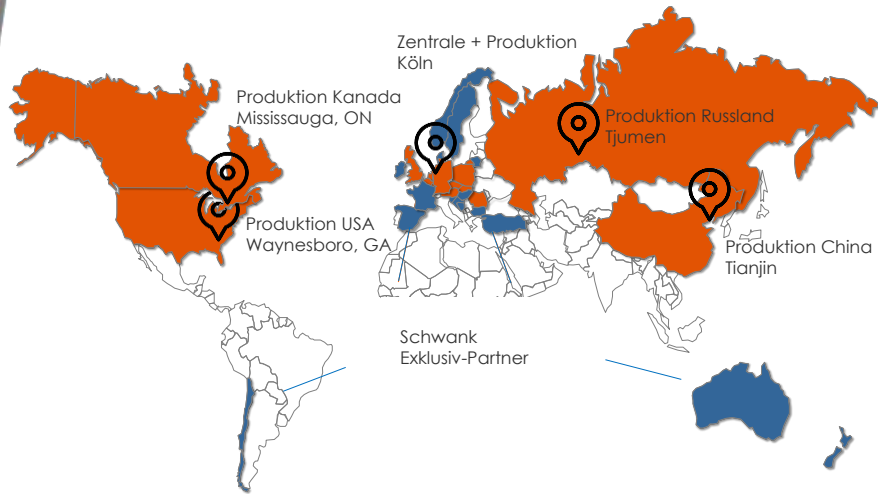 Zentrale + Produktion
Köln
Produktion Kanada
Mississauga, ON
Produktion Russland
Tjumen
Produktion USA
Waynesboro, GA
Produktion China
Tianjin
Schwank
Exklusiv-Partner